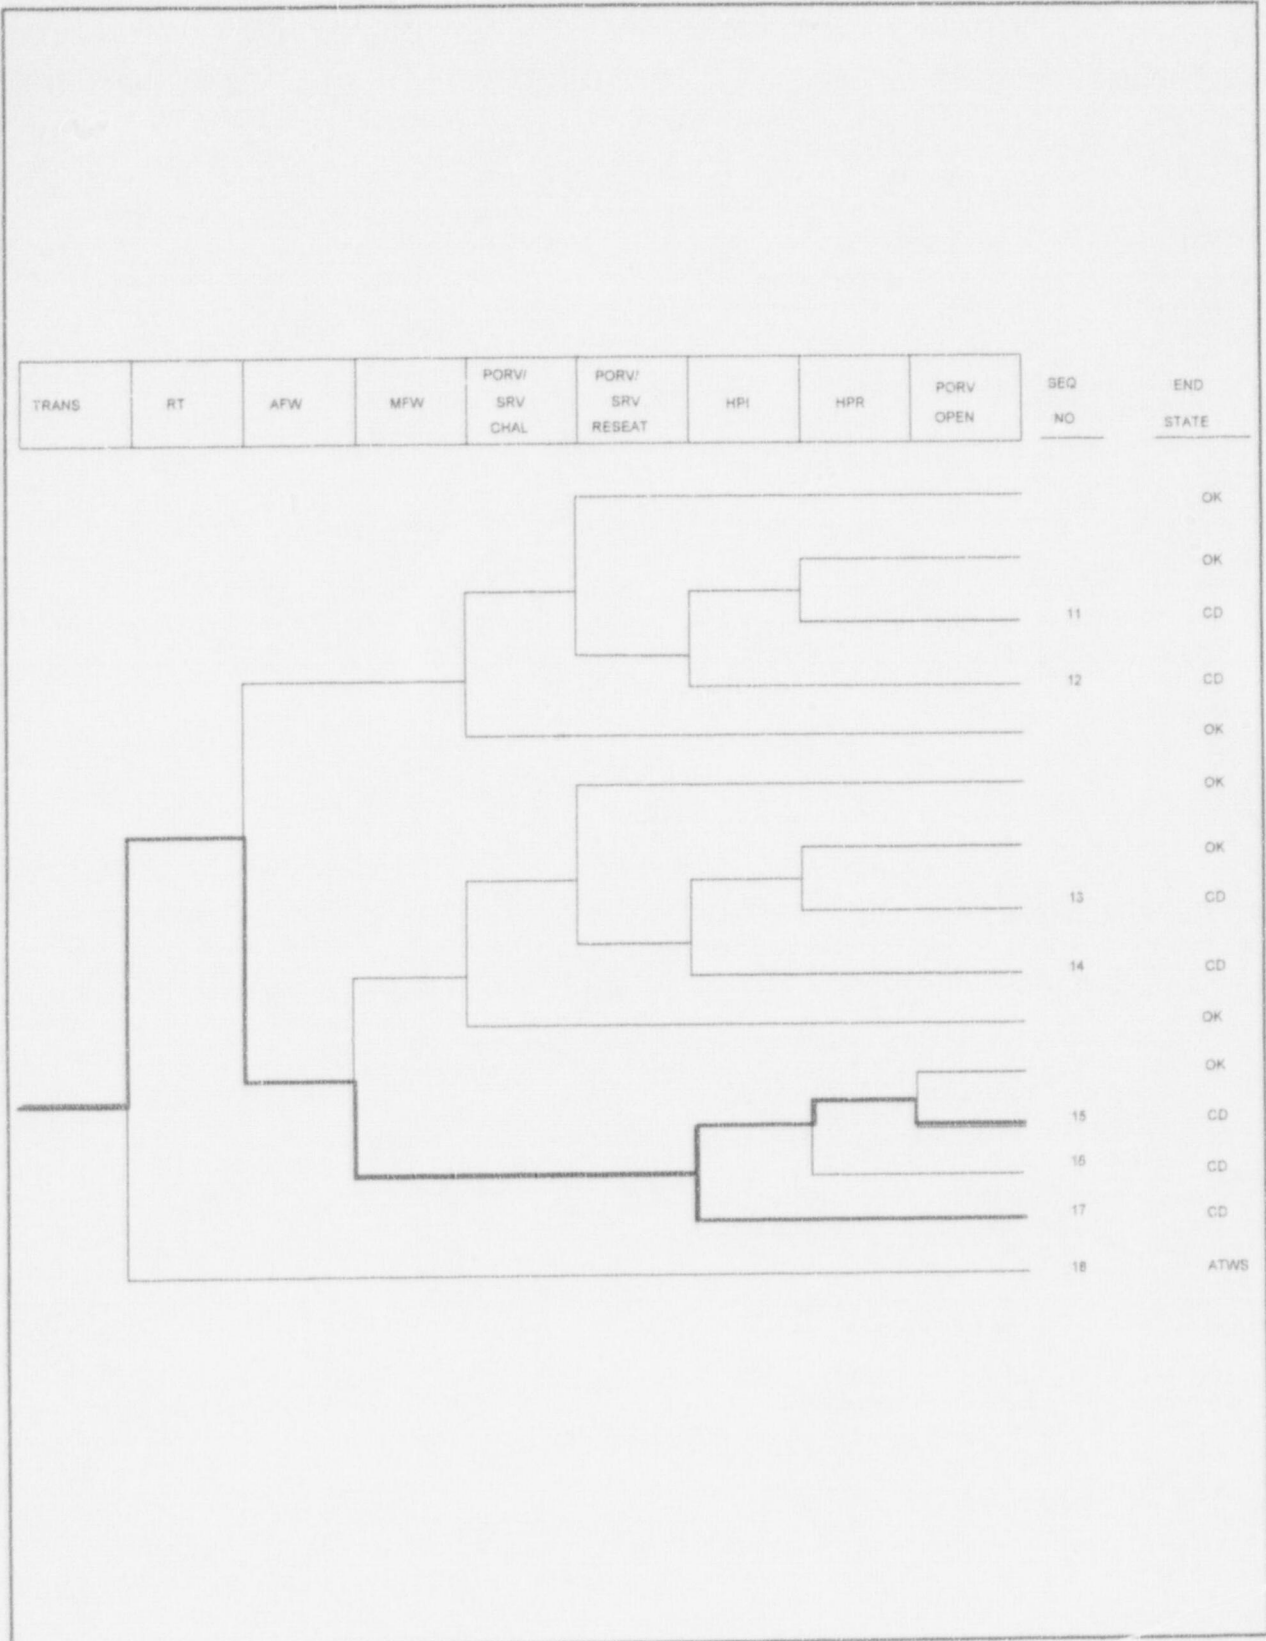 TRANS RT AFW MFW PORV/ SRV CHAL PORV/ SRV RESEAT HPI HPR PORV OPEN SEQ NO END STATE
OK
OK
11 CD
12 CD
OK
OK
OK
13 CD
14 CD
OK
OK
15 CD
16 CD
17 CD
18 ATWS